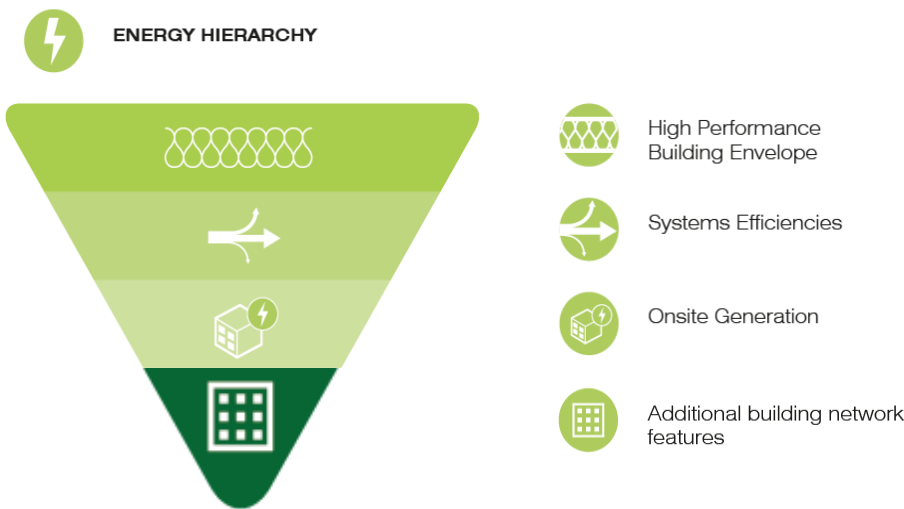 ENERGY HIERARCHY
High Performance
Building Envelope
Systems Efficiencies
Onsite Generation
Additional building network
features